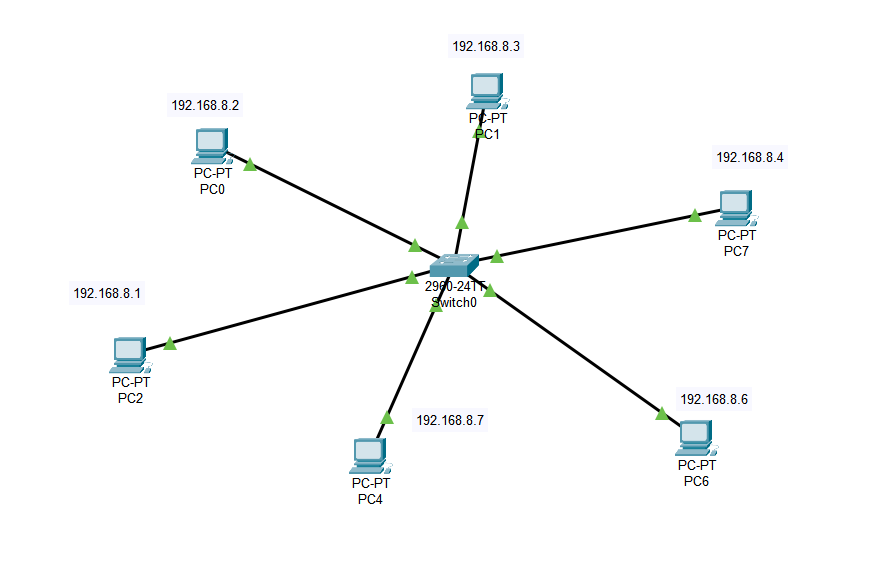 192.168.8.3
PC-PT
PC1
192.168.8.2
PC-PT
PC0
192.168.8.4
PC-PT
PC7
2960-24TT
Switch0
192.168.8.1
PC-PT
PC2
192.168.8.7
PC-PT
PC4
192.168.8.6
PC-PT
PC6